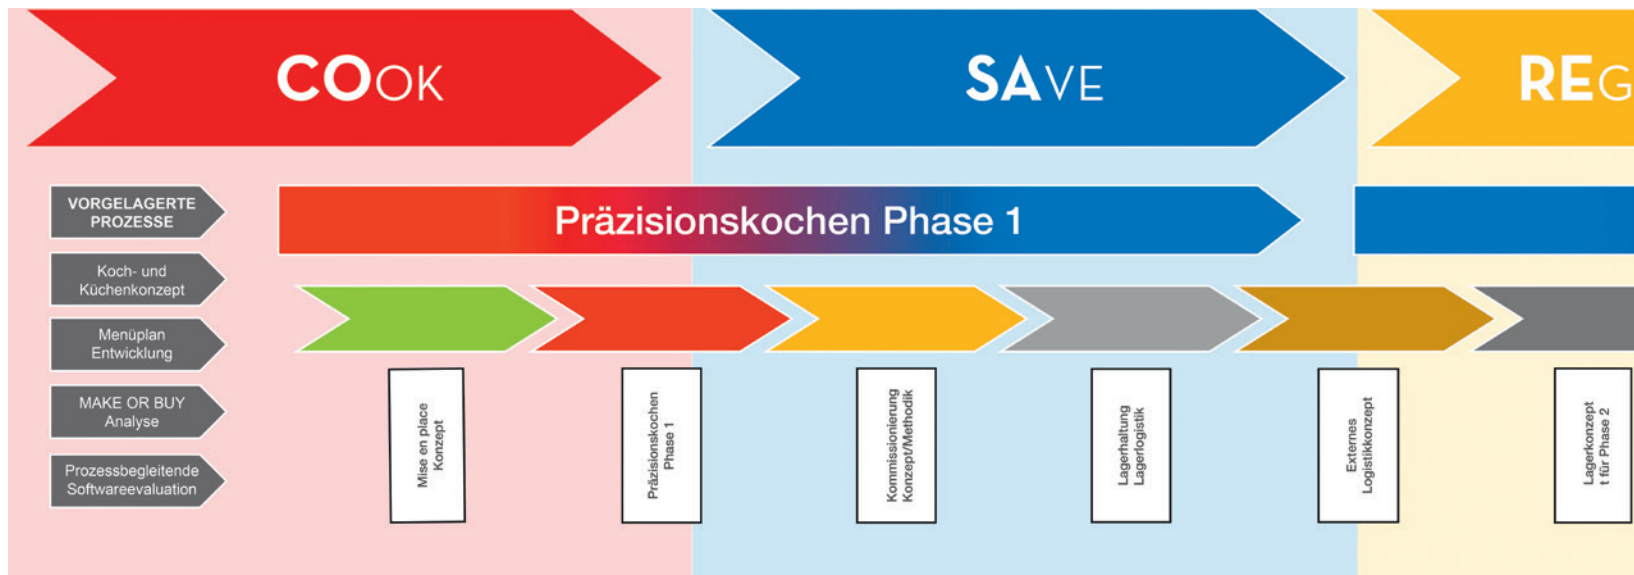 COOK
SAVE
REG
VORGELAGERTE
PROZESSE
Präzisionskochen Phase 1
Koch- und
Küchenkonzept
Menüplan
Entwicklung
MAKE OR BUY
Analyse
Prozessbegleitende
Softwareevaluation
Mise en place
Konzept
Präzisionskochen
Phase 1
Kommissionierung
Konzept/Methodik
Lagerhaltung
Lagerlogistik
Externes
Logistikkonzept
Lagerkonzept
t für Phase 2